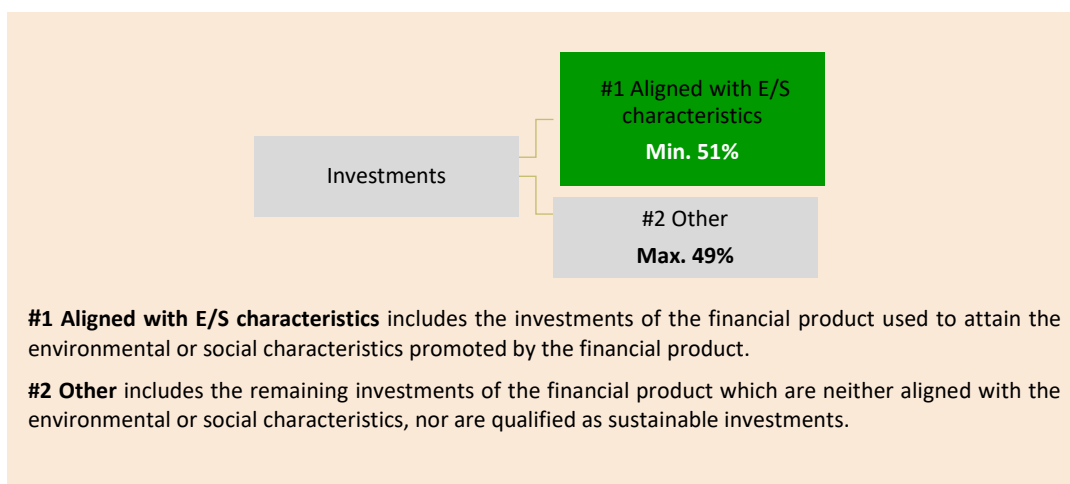 #1 Aligned with E/S
characteristics
Min. 51%
Investments
#2 Other
Max. 49%
#1 Aligned with E/S characteristics includes the investments of the financial product used to attain the
environmental or social characteristics promoted by the financial product.
#2 Other includes the remaining investments of the financial product which are neither aligned with the
environmental or social characteristics, nor are qualified as sustainable investments.